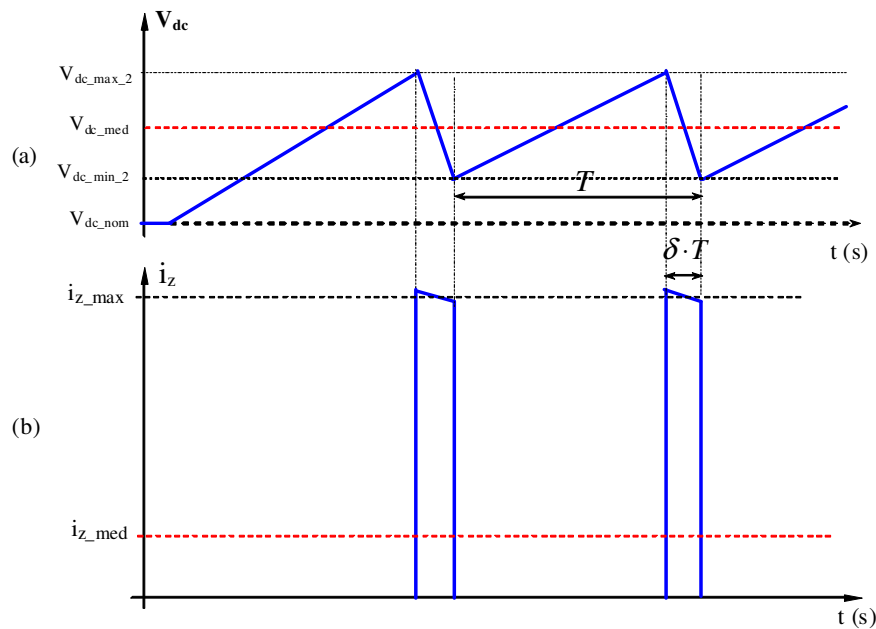 V_dc
V_dc_max_2
V_dc_med
(a)
V_dc_min_2
T
V_dc_nom
t (s)
δ·T
i_z
i_z_max
(b)
i_z_med
t (s)